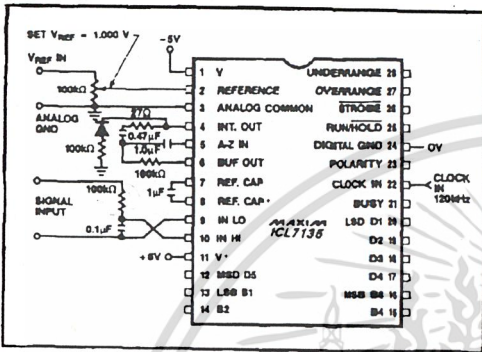 SET VREF = 1.000 V
VREF IN
100kΩ
ANALOG
GND
100kΩ
27Ω
0.47µF
1.0µF
100kΩ
100kΩ
1µF
SIGNAL
INPUT
0.1µF
-5V
+5V
1 V
2 REFERENCE
3 ANALOG COMMON
4 INT. OUT
5 A-Z IN
6 BUF OUT
7 REF. CAP
8 REF. CAP+
9 IN LO
10 IN HI
11 V+
12 MSD D5
13 LSB B1
14 B2
MAXIM
ICL7135
UNDERRANGE 28
OVERRANGE 27
STROBE 26
RUN/HOLD 25
DIGITAL GND 24
POLARITY 23
CLOCK IN 22
BUSY 21
LSD D1 20
D2 19
D3 18
D4 17
MSB B8 16
B4 15
0V
CLOCK
IN
120kHz